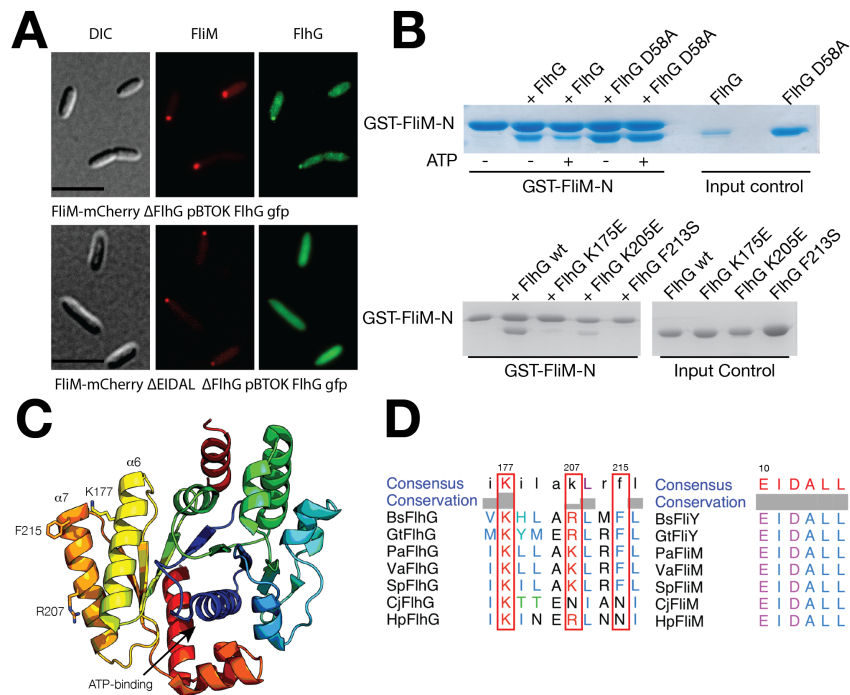 A
DIC FliM FlhG
FliM-mCherry ΔFlhG pBTOK FlhG gfp
FliM-mCherry ΔEIDAL ΔFlhG pBTOK FlhG gfp
B
+ FlhG
+ FlhG
+ FlhG D58A
+ FlhG D58A
FlhG
FlhG D58A
GST-FliM-N
ATP - - + - +
GST-FliM-N Input control
+ FlhG wt
+ FlhG K175E
+ FlhG K205E
+ FlhG F213S
FlhG wt
FlhG K175E
FlhG K205E
FlhG F213S
GST-FliM-N
GST-FliM-N Input Control
C
α6
α7
K177
F215
R207
ATP-binding
D
177 207 215
Consensus i K i l a k L r f l
Conservation
BsFlhG V K H L A R L M F L
GtFlhG M K Y M E R L R F L
PaFlhG I K L L A K L R F L
VaFlhG I K L L A K L R F L
SpFlhG I K I L A K L R F L
CjFlhG I K T T E N I A N I
HpFlhG I K I N E R L N N I
10
Consensus E I D A L L
Conservation
BsFliY E I D A L L
GtFliY E I D A L L
PaFliM E I D A L L
VaFliM E I D A L L
SpFliM E I D A L L
CjFliM E I D A L L
HpFliM E I D A L L